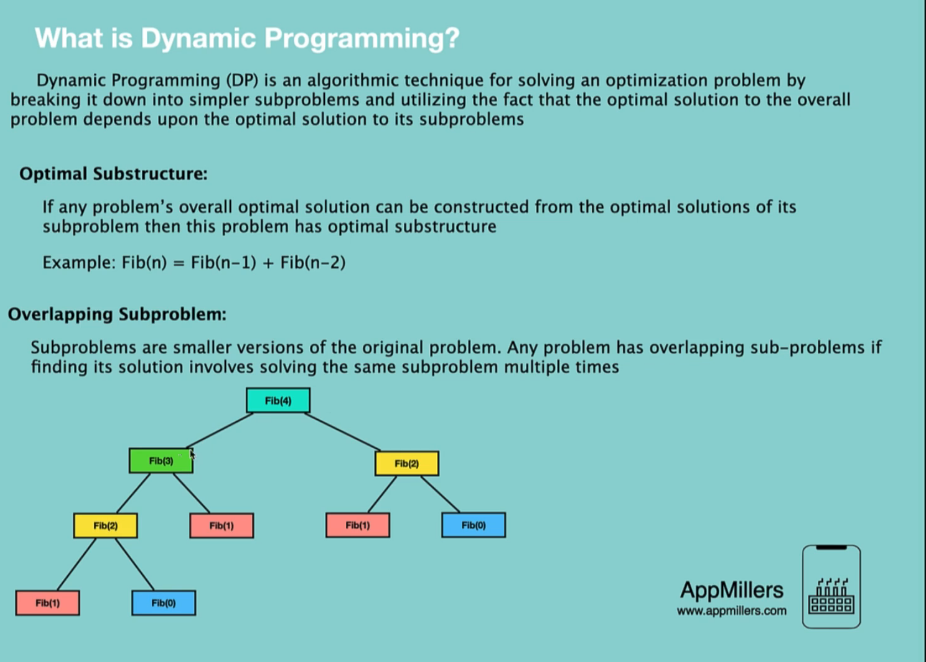 What is Dynamic Programming?
Dynamic Programming (DP) is an algorithmic technique for solving an optimization problem by
breaking it down into simpler subproblems and utilizing the fact that the optimal solution to the overall
problem depends upon the optimal solution to its subproblems
Optimal Substructure:
If any problem's overall optimal solution can be constructed from the optimal solutions of its
subproblem then this problem has optimal substructure
Example: Fib(n) = Fib(n-1) + Fib(n-2)
Overlapping Subproblem:
Subproblems are smaller versions of the original problem. Any problem has overlapping sub-problems if
finding its solution involves solving the same subproblem multiple times
Fib(4)
Fib(3)
Fib(2)
Fib(2)
Fib(1)
Fib(1)
Fib(0)
Fib(1)
Fib(0)
AppMillers
www.appmillers.com